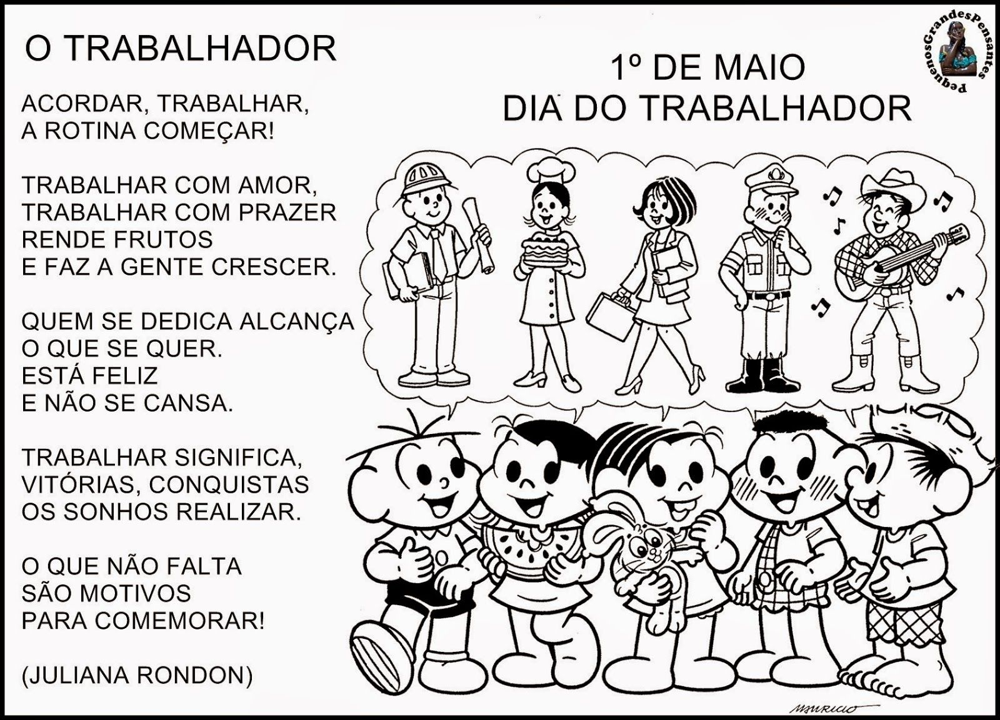 O TRABALHADOR
ACORDAR, TRABALHAR,
A ROTINA COMEÇAR!
TRABALHAR COM AMOR,
TRABALHAR COM PRAZER
RENDE FRUTOS
E FAZ A GENTE CRESCER.
QUEM SE DEDICA ALCANÇA
O QUE SE QUER.
ESTÁ FELIZ
E NÃO SE CANSA.
TRABALHAR SIGNIFICA,
VITÓRIAS, CONQUISTAS
OS SONHOS REALIZAR.
O QUE NÃO FALTA
SÃO MOTIVOS
PARA COMEMORAR!
(JULIANA RONDON)
1º DE MAIO
DIA DO TRABALHADOR
PequenosGrandesPensantes
MAURICIO